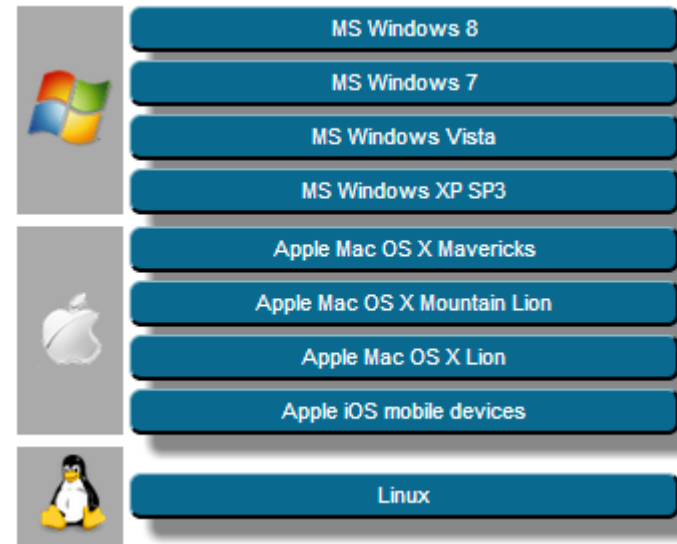 MS Windows 8
MS Windows 7
MS Windows Vista
MS Windows XP SP3
Apple Mac OS X Mavericks
Apple Mac OS X Mountain Lion
Apple Mac OS X Lion
Apple iOS mobile devices
Linux